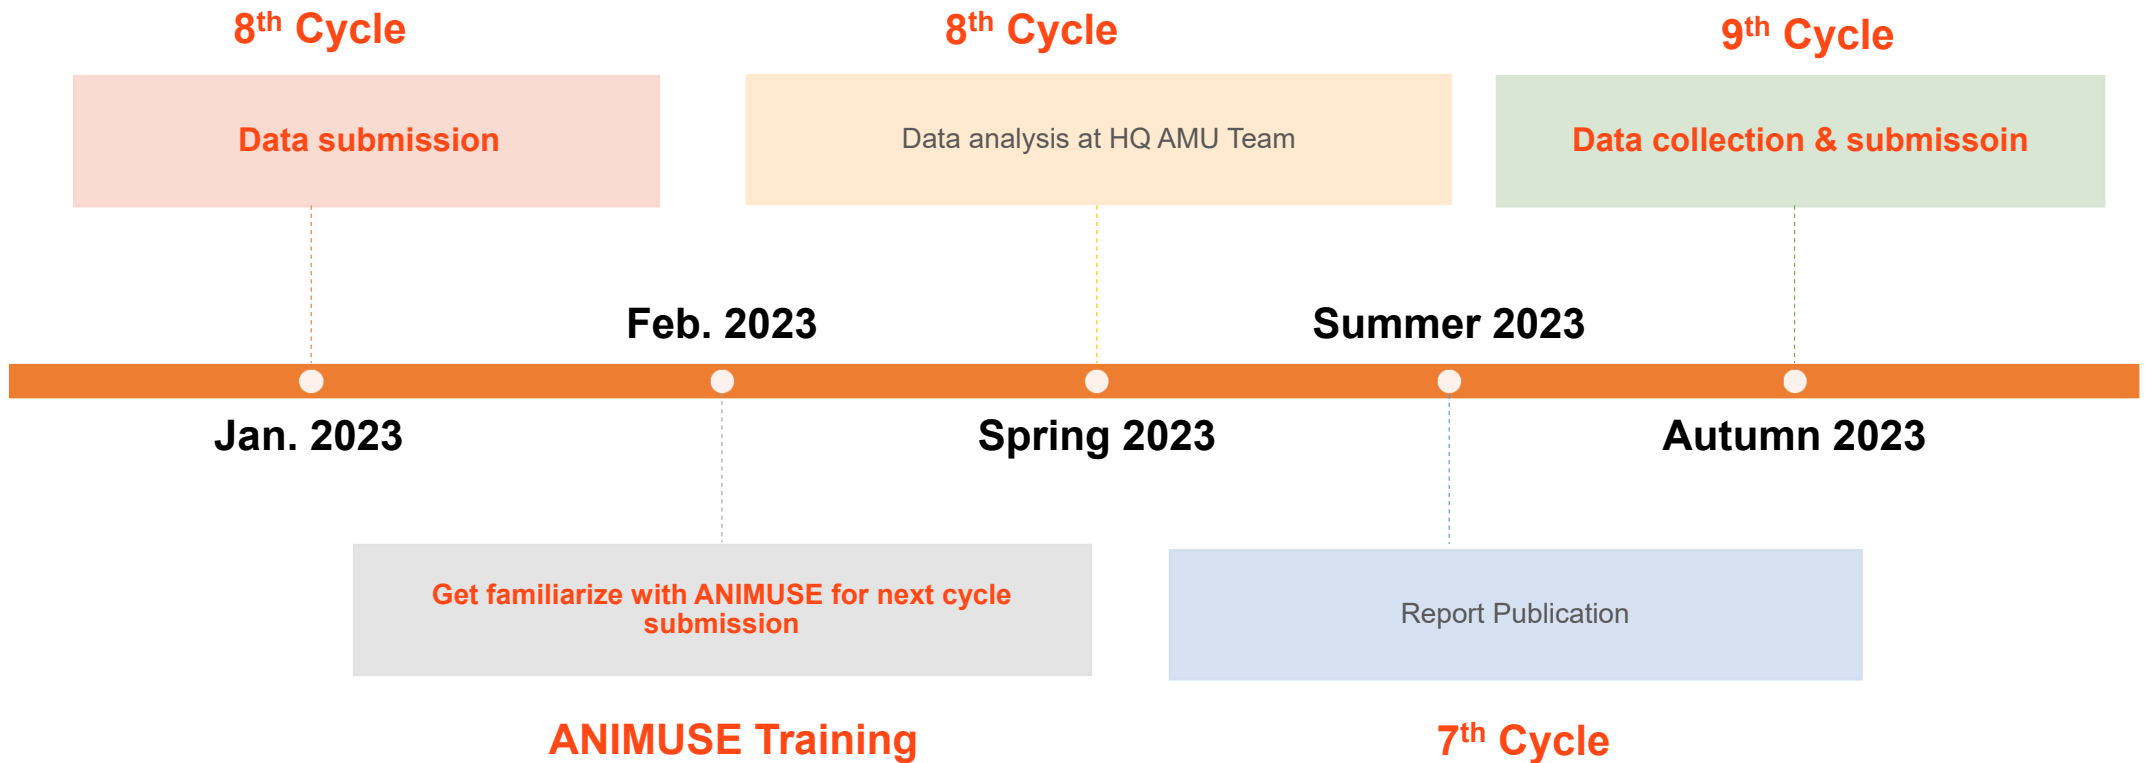 8th Cycle
8th Cycle
9th Cycle
Data submission
Data analysis at HQ AMU Team
Data collection & submissoin
Feb. 2023
Summer 2023
Jan. 2023
Spring 2023
Autumn 2023
Get familiarize with ANIMUSE for next cycle
submission
Report Publication
ANIMUSE Training
7th Cycle